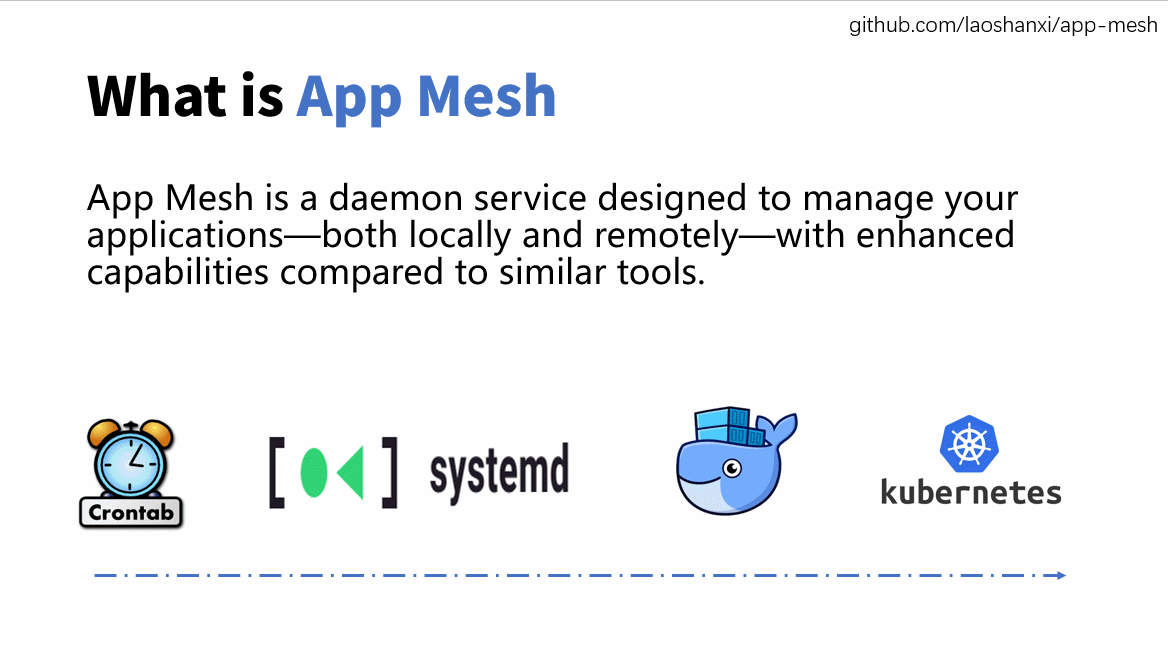 github.com/laoshanxi/app-mesh
What is App Mesh
App Mesh is a daemon service designed to manage your
applications—both locally and remotely—with enhanced
capabilities compared to similar tools.
Crontab
systemd
kubernetes